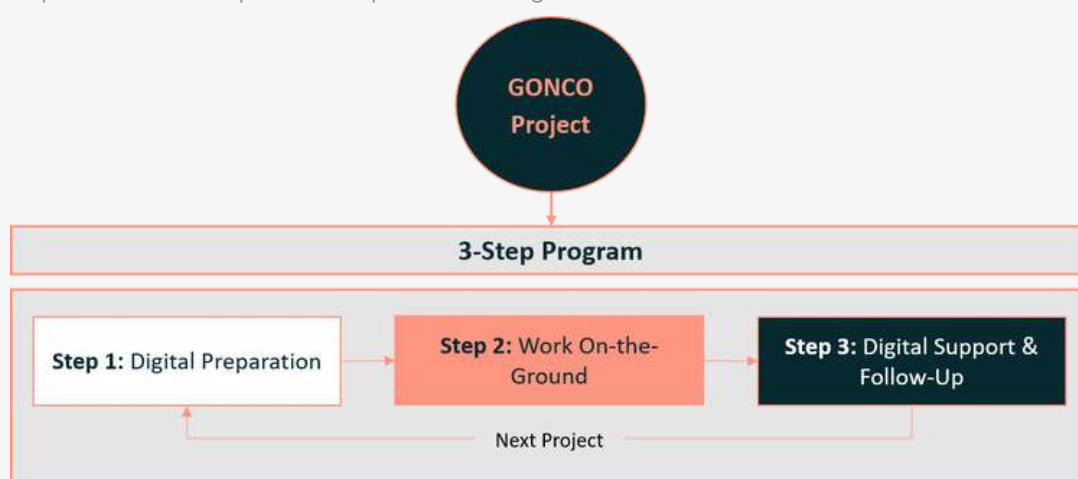 GONCO
Project
3-Step Program
Step 1: Digital Preparation
Step 2: Work On-the-
Ground
Step 3: Digital Support &
Follow-Up
Next Project